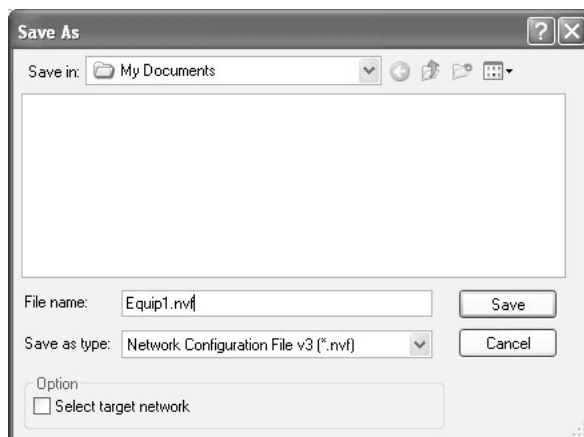 Save As
Save in: My Documents
File name: Equip1.nvf
Save
Save as type: Network Configuration File v3 (*.nvf)
Cancel
Option
Select target network